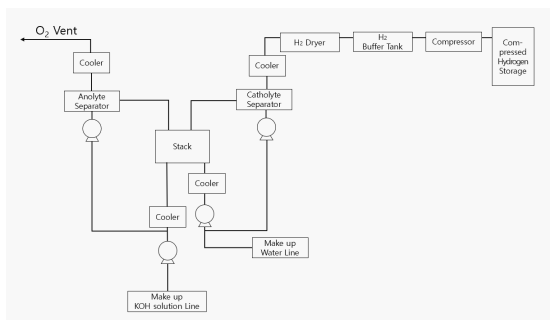 O₂ Vent
Cooler
Anolyte
Separator
Stack
Cooler
Make up
KOH solution Line
H₂ Dryer
H₂
Buffer Tank
Compressor
Com-
pressed
Hydrogen
Storage
Cooler
Catholyte
Separator
Cooler
Make up
Water Line